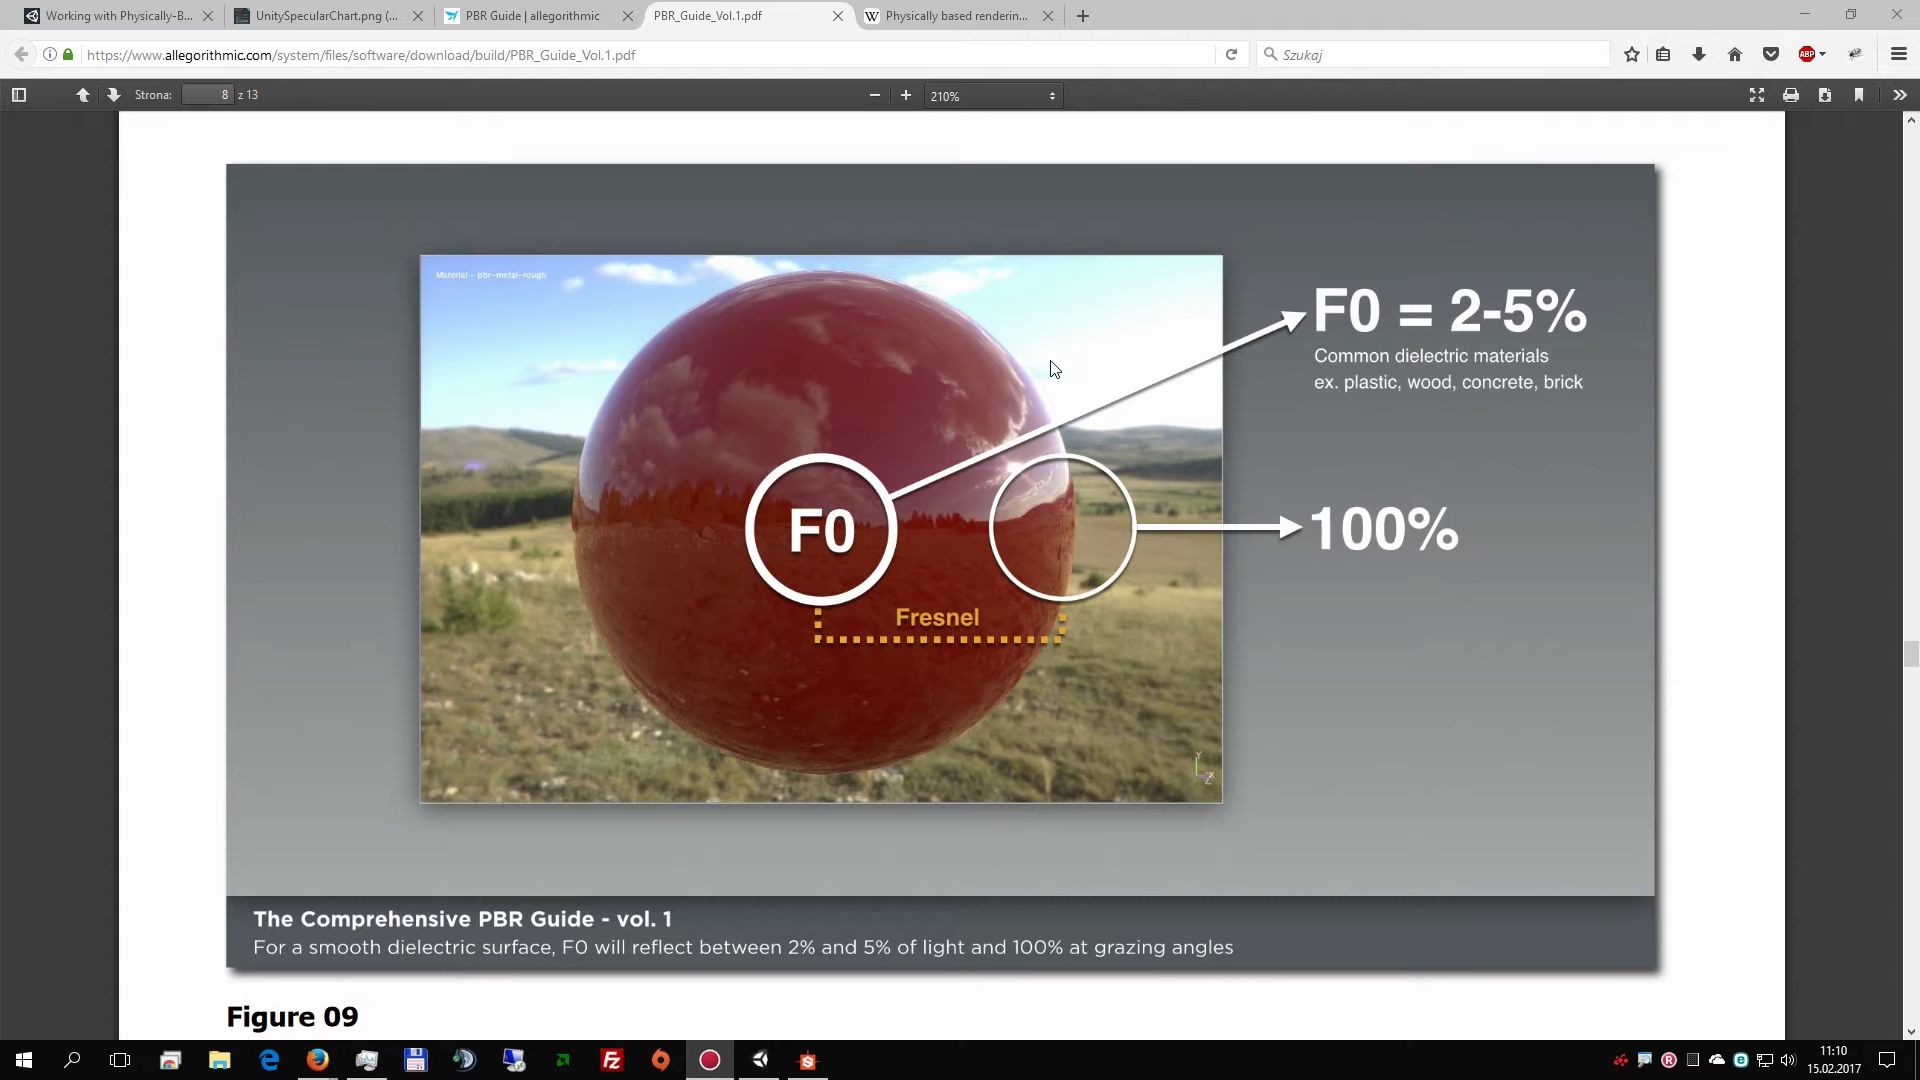 Working with Physically-B...
UnitySpecularChart.png (...
PBR Guide | allegorithmic
PBR_Guide_Vol.1.pdf
W Physically based renderin...
https://www.allegorithmic.com/system/files/software/download/build/PBR_Guide_Vol.1.pdf
Szukaj
ABP
Strona: 8 z 13
210%
Material - pbr-metal-rough
F0 = 2-5%
Common dielectric materials
ex. plastic, wood, concrete, brick
F0
100%
Fresnel
Y
X
Z
The Comprehensive PBR Guide - vol. 1
For a smooth dielectric surface, F0 will reflect between 2% and 5% of light and 100% at grazing angles
Figure 09
11:10
15.02.2017